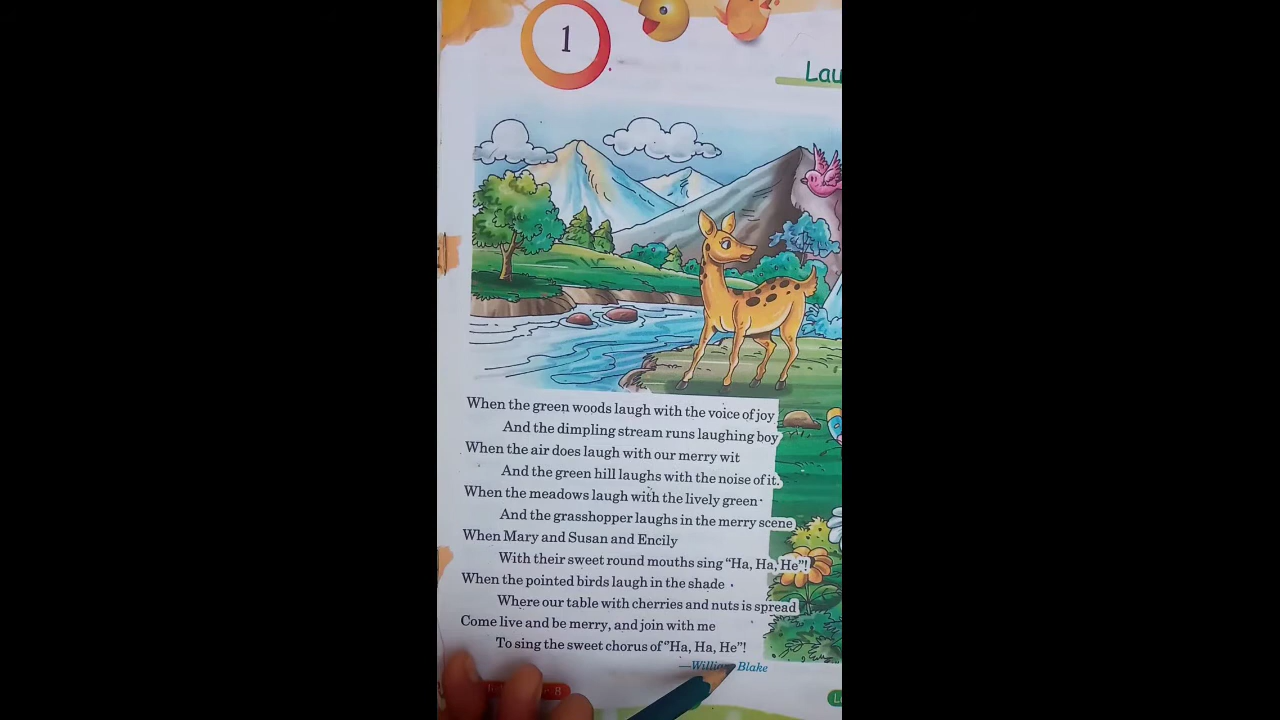 1
Lau
When the green woods laugh with the voice of joy
And the dimpling stream runs laughing boy
When the air does laugh with our merry wit
And the green hill laughs with the noise of it.
When the meadows laugh with the lively green
And the grasshopper laughs in the merry scene
When Mary and Susan and Encily
With their sweet round mouths sing “Ha, Ha, He”!
When the pointed birds laugh in the shade
Where our table with cherries and nuts is spread
Come live and be merry, and join with me
To sing the sweet chorus of “Ha, Ha, He”!
—William Blake
8